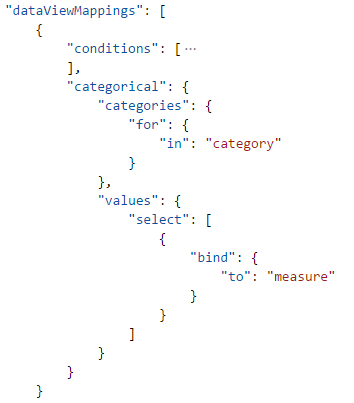 "dataViewMappings": [
    {
        "conditions": [ ···
        ],
        "categorical": {
            "categories": {
                "for": {
                    "in": "category"
                }
            },
            "values": {
                "select": [
                    {
                        "bind": {
                            "to": "measure"
                        }
                    }
                ]
            }
        }
    }